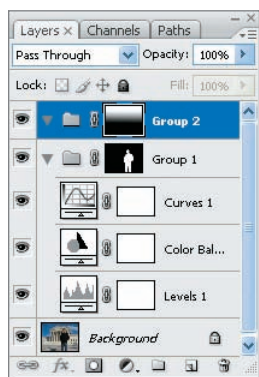 Layers × Channels Paths
Pass Through Opacity: 100%
Lock: Fill: 100%
Group 2
Group 1
Curves 1
Color Bal...
Levels 1
Background
fx.